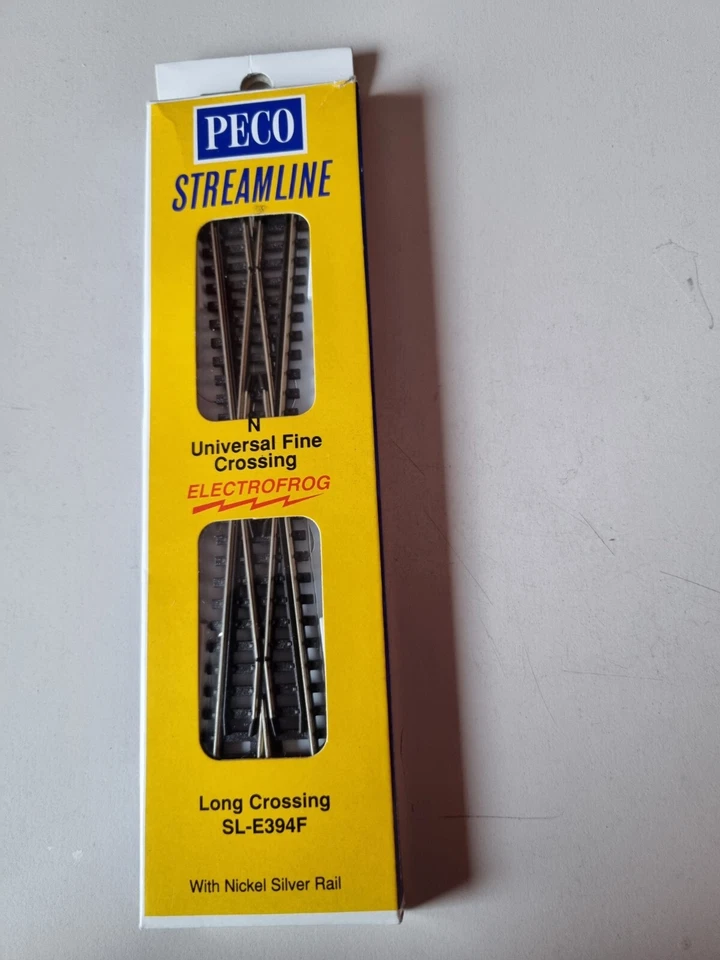 PECO
STREAMLINE
N
Universal Fine
Crossing
ELECTROFROG
Long Crossing
SL-E394F
With Nickel Silver Rail